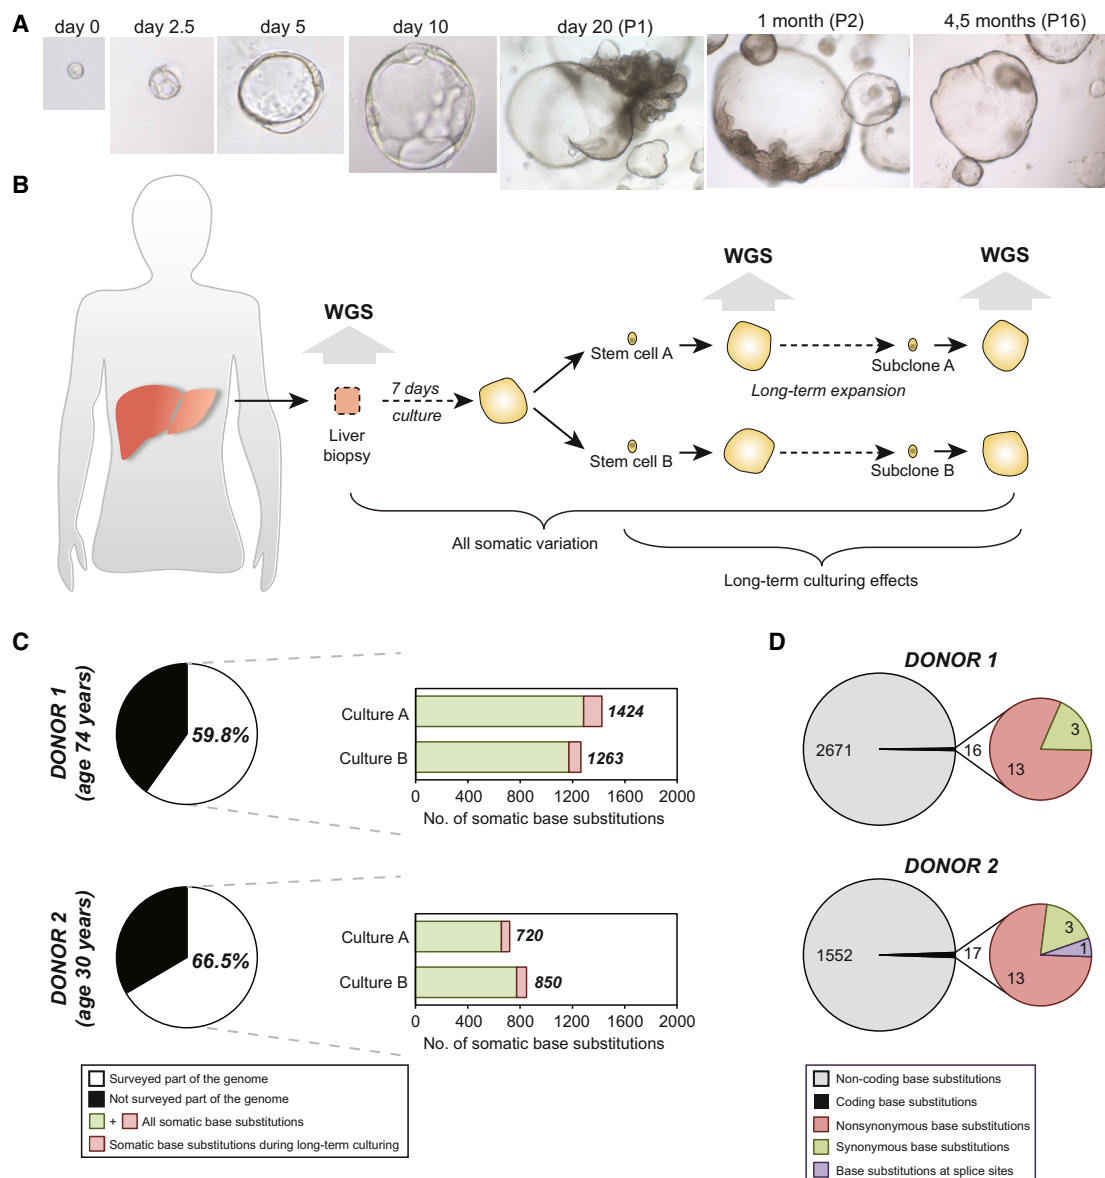 A
day 0
day 2.5
day 5
day 10
day 20 (P1)
1 month (P2)
4,5 months (P16)
B
WGS
WGS
WGS
Liver
biopsy
7 days
culture
Stem cell A
Subclone A
Long-term expansion
Stem cell B
Subclone B
All somatic variation
Long-term culturing effects
C
DONOR 1
(age 74 years)
59.8%
Culture A
1424
Culture B
1263
0 400 800 1200 1600 2000
No. of somatic base substitutions
DONOR 2
(age 30 years)
66.5%
Culture A
720
Culture B
850
0 400 800 1200 1600 2000
No. of somatic base substitutions
Surveyed part of the genome
Not surveyed part of the genome
+ All somatic base substitutions
Somatic base substitutions during long-term culturing
D
DONOR 1
2671
16
3
13
DONOR 2
1552
17
3
1
13
Non-coding base substitutions
Coding base substitutions
Nonsynonymous base substitutions
Synonymous base substitutions
Base substitutions at splice sites